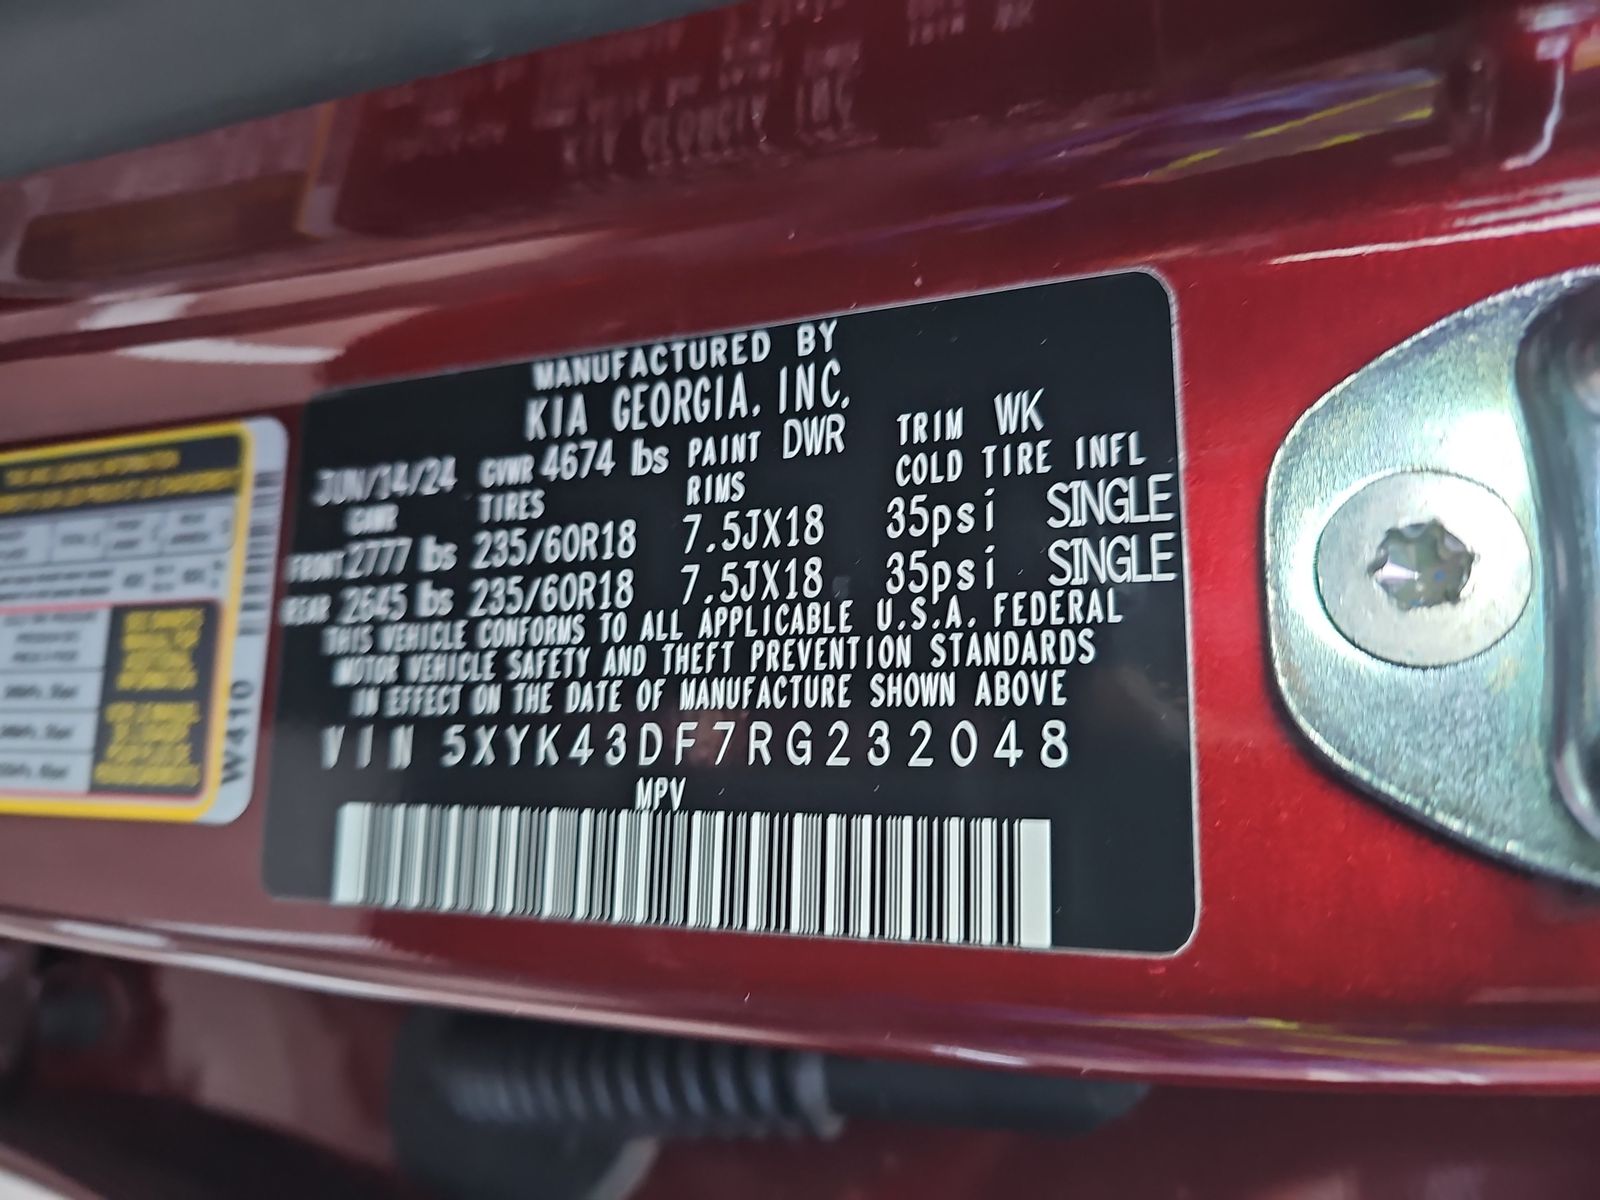 MANUFACTURED BY
KIA GEORGIA, INC.
JUN/14/24 GVWR 4674 lbs PAINT DWR TRIM WK
GAWR TIRES RIMS COLD TIRE INFL
FRONT 2777 lbs 235/60R18 7.5JX18 35psi SINGLE
REAR 2645 lbs 235/60R18 7.5JX18 35psi SINGLE
THIS VEHICLE CONFORMS TO ALL APPLICABLE U.S.A. FEDERAL
MOTOR VEHICLE SAFETY AND THEFT PREVENTION STANDARDS
IN EFFECT ON THE DATE OF MANUFACTURE SHOWN ABOVE
VIN 5XYK43DF7RG232048
MPV
W410